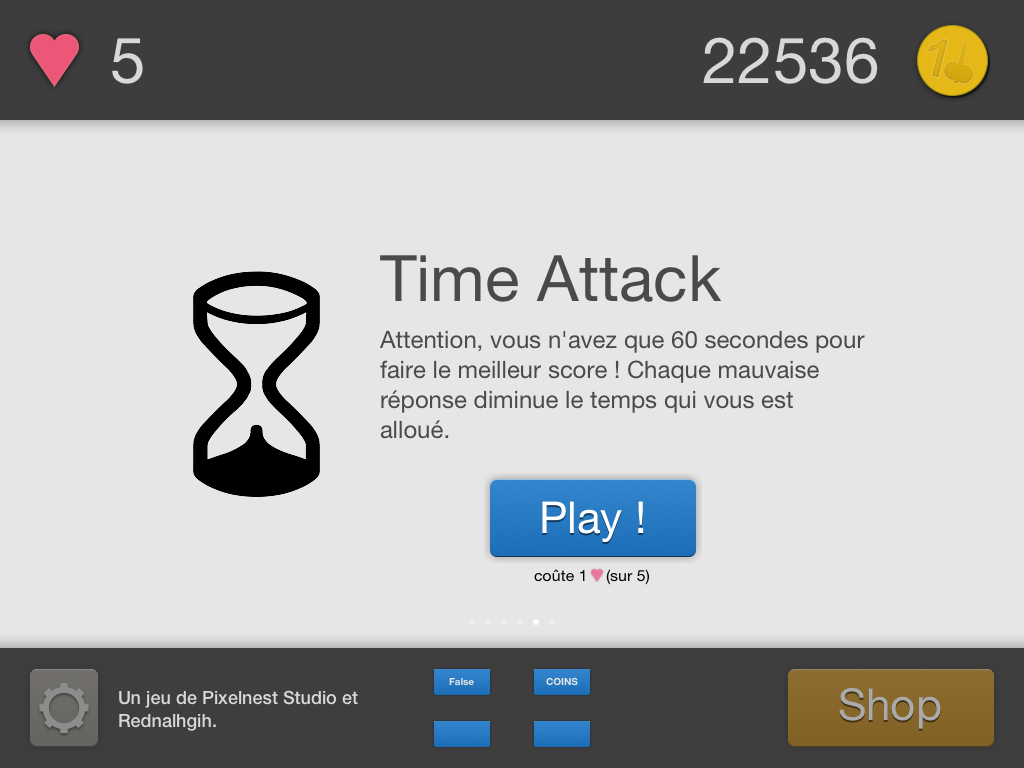 5
22536
1
Time Attack
Attention, vous n'avez que 60 secondes pour
faire le meilleur score ! Chaque mauvaise
réponse diminue le temps qui vous est
alloué.
Play !
coûte 1 ♥ (sur 5)
Un jeu de Pixelnest Studio et
Rednalhgih.
False
COINS
Shop